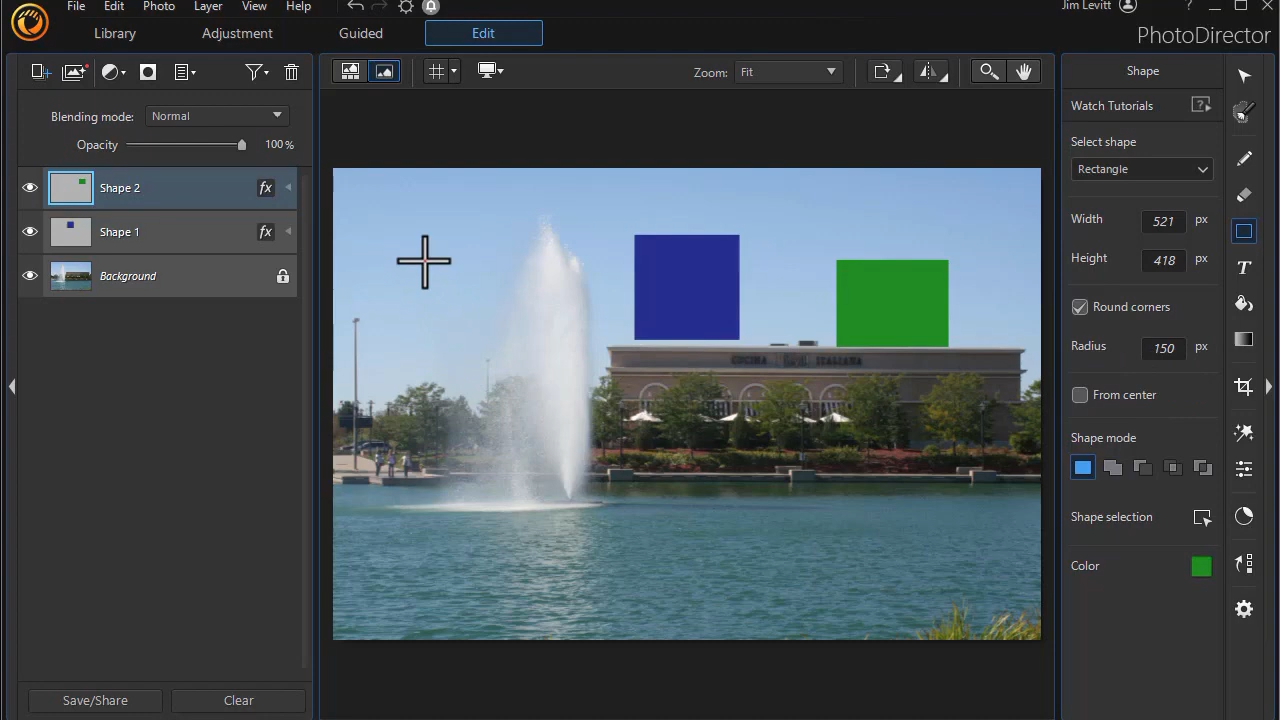 File Edit Photo Layer View Help
Jim Levitt
?
Library Adjustment Guided Edit
PhotoDirector
Zoom: Fit
Shape
Watch Tutorials
Blending mode: Normal
Opacity 100 %
Select shape
Rectangle
Shape 2 fx
Shape 1 fx
Background
Width 521 px
Height 418 px
Round corners
Radius 150 px
From center
Shape mode
Shape selection
Color
CUCINA ITALIANA
Save/Share Clear